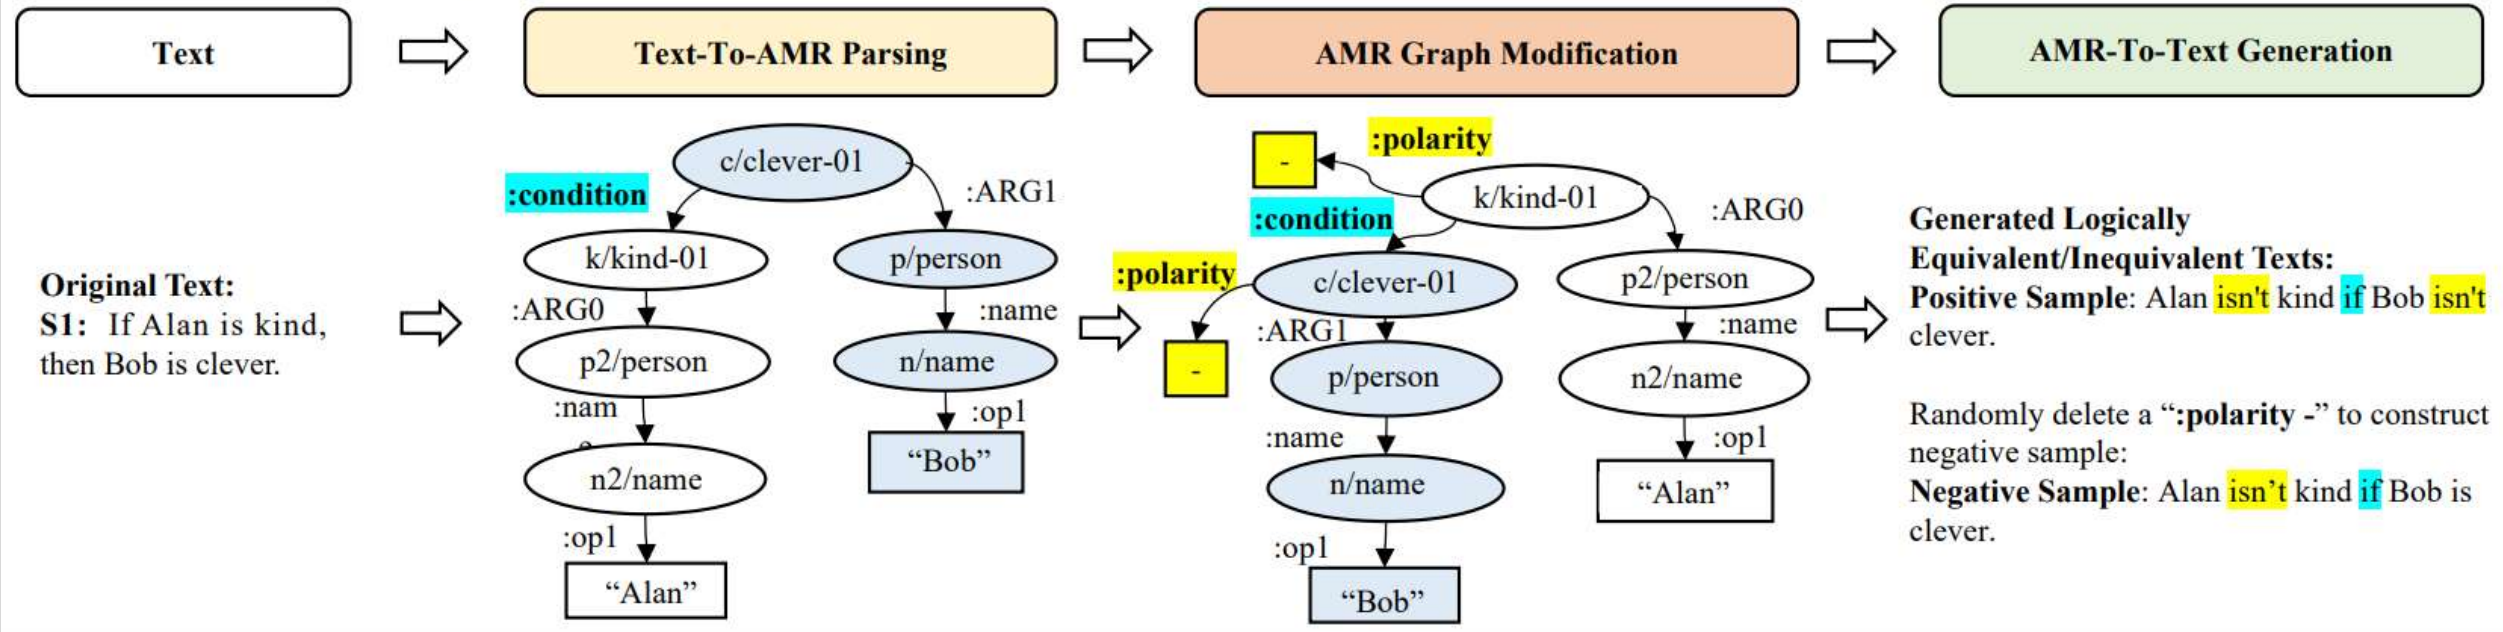 Text
Text-To-AMR Parsing
AMR Graph Modification
AMR-To-Text Generation
Original Text:
S1: If Alan is kind,
then Bob is clever.
c/clever-01
:condition
:ARG1
k/kind-01
p/person
:ARG0
:name
p2/person
n/name
:nam
e
:op1
n2/name
“Bob”
:op1
“Alan”
:polarity
-
k/kind-01
:condition
:ARG0
:polarity
c/clever-01
p2/person
:ARG1
:name
-
p/person
n2/name
:name
:op1
n/name
“Alan”
:op1
“Bob”
Generated Logically
Equivalent/Inequivalent Texts:
Positive Sample: Alan isn't kind if Bob isn't
clever.
Randomly delete a “:polarity -” to construct
negative sample:
Negative Sample: Alan isn’t kind if Bob is
clever.